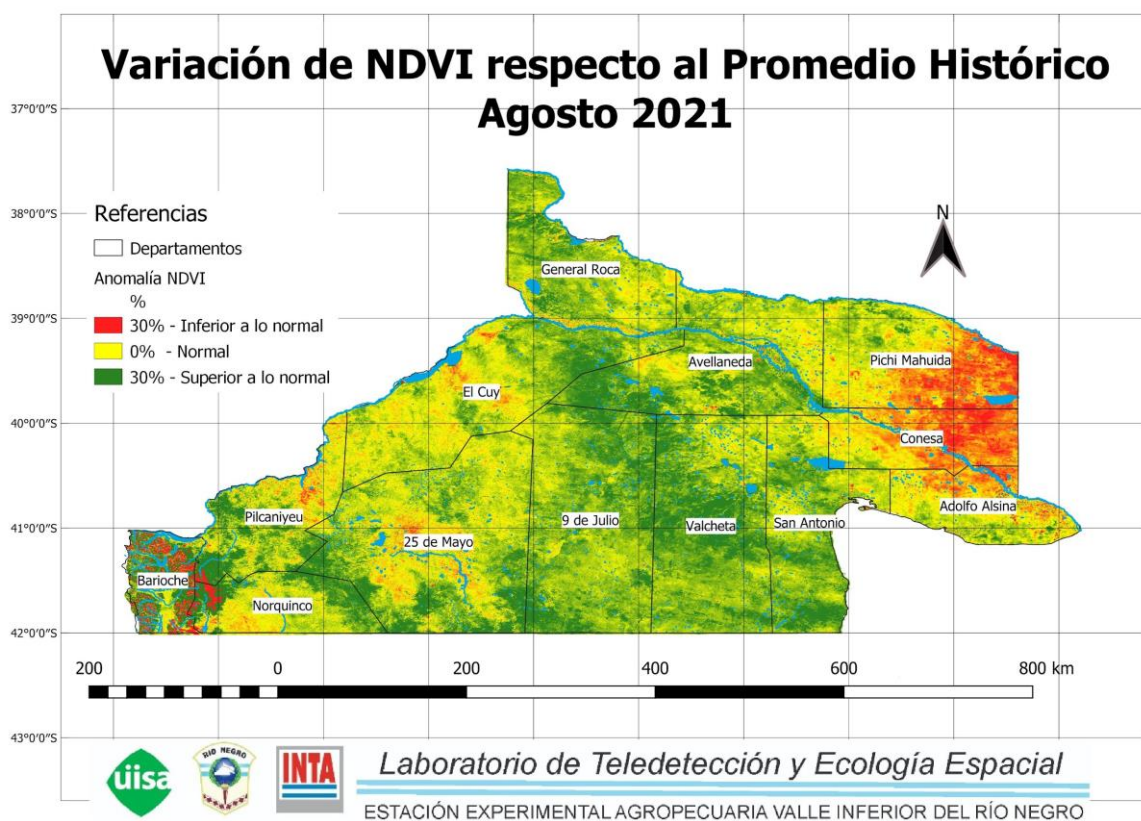 Variación de NDVI respecto al Promedio Histórico
Agosto 2021
37°0'0"S
38°0'0"S
39°0'0"S
40°0'0"S
41°0'0"S
42°0'0"S
43°0'0"S
Referencias
Departamentos
Anomalía NDVI
%
30% - Inferior a lo normal
0% - Normal
30% - Superior a lo normal
N
General Roca
Avellaneda
Pichi Mahuida
El Cuy
Conesa
Adolfo Alsina
Pilcaniyeu
25 de Mayo
9 de Julio
Valcheta
San Antonio
Barioche
Norquinco
200 0 200 400 600 800 km
üisa
RIO NEGRO
INTA
Laboratorio de Teledetección y Ecología Espacial
ESTACIÓN EXPERIMENTAL AGROPECUARIA VALLE INFERIOR DEL RÍO NEGRO